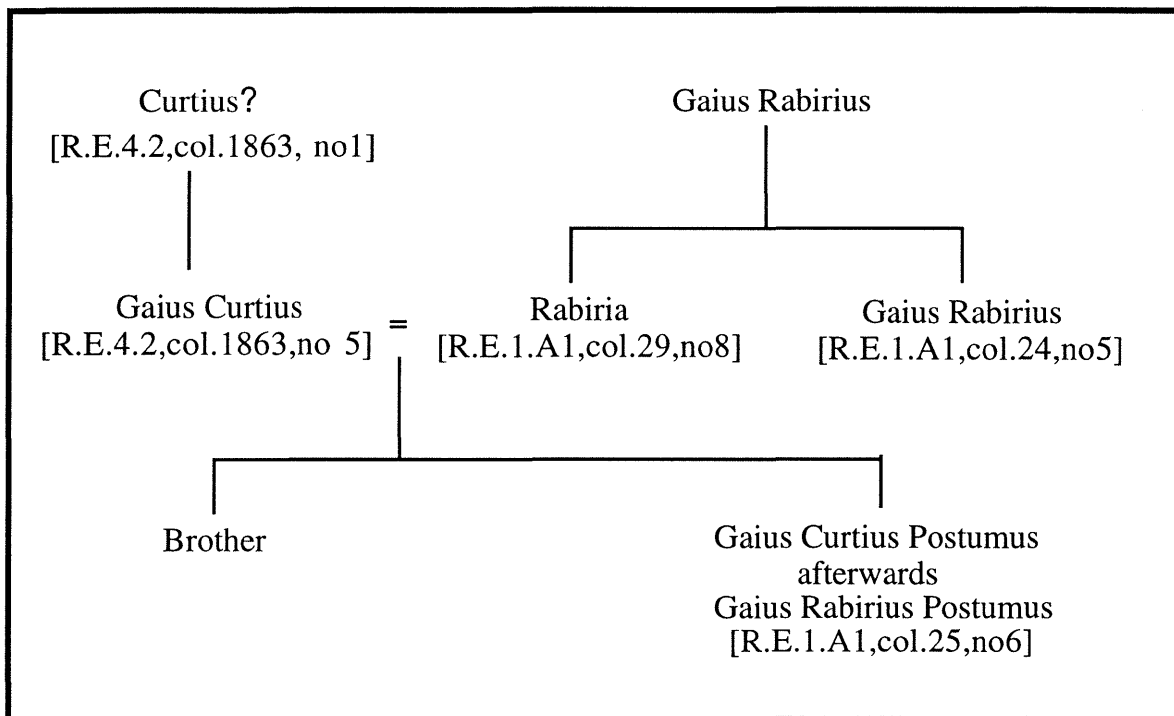 Curtius?
[R.E.4.2,col.1863, no1]
Gaius Rabirius
Gaius Curtius
[R.E.4.2,col.1863,no 5]
=
Rabiria
[R.E.1.A1,col.29,no8]
Gaius Rabirius
[R.E.1.A1,col.24,no5]
Brother
Gaius Curtius Postumus
afterwards
Gaius Rabirius Postumus
[R.E.1.A1,col.25,no6]